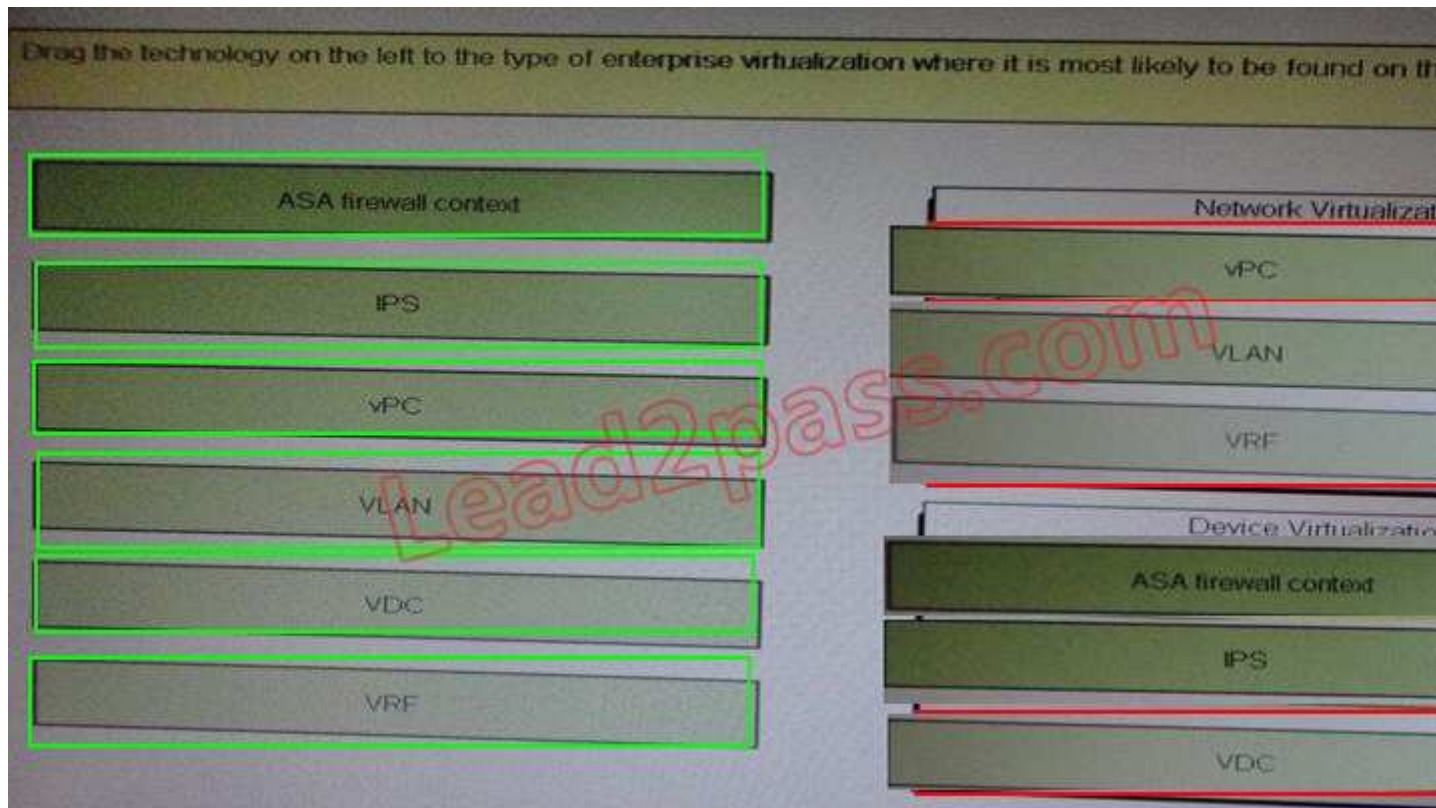 Drag the technology on the left to the type of enterprise virtualization where it is most likely to be found on th
ASA firewall context
IPS
vPC
VLAN
VDC
VRF
Network Virtualizat
vPC
VLAN
VRF
Device Virtualizatio
ASA firewall context
IPS
VDC
Lead2pass.com